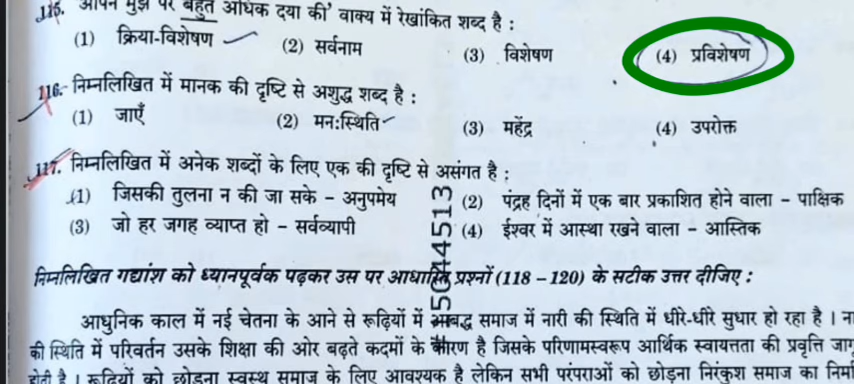 115. आपने मुझ पर बहुत अधिक दया की' वाक्य में रेखांकित शब्द है :
(1) क्रिया-विशेषण (2) सर्वनाम (3) विशेषण (4) प्रविशेषण
116. निम्नलिखित में मानक की दृष्टि से अशुद्ध शब्द है :
(1) जाएँ (2) मन:स्थिति (3) महेंद्र (4) उपरोक्त
117. निम्नलिखित में अनेक शब्दों के लिए एक की दृष्टि से असंगत है :
(1) जिसकी तुलना न की जा सके – अनुपमेय (2) पंद्रह दिनों में एक बार प्रकाशित होने वाला – पाक्षिक
(3) जो हर जगह व्याप्त हो – सर्वव्यापी (4) ईश्वर में आस्था रखने वाला – आस्तिक
5044513
निम्नलिखित गद्यांश को ध्यानपूर्वक पढ़कर उस पर आधारित प्रश्नों (118 – 120) के सटीक उत्तर दीजिए :
आधुनिक काल में नई चेतना के आने से रूढ़ियों में आबद्ध समाज में नारी की स्थिति में धीरे-धीरे सुधार हो रहा है ।
की स्थिति में परिवर्तन उसके शिक्षा की ओर बढ़ते कदमों के कारण है जिसके परिणामस्वरूप आर्थिक स्वायत्तता की प्रवृत्ति
होती है । रूढ़ियों को छोड़ना स्वस्थ समाज के लिए आवश्यक है लेकिन सभी परंपराओं को छोड़ना निरंकुश समाज का